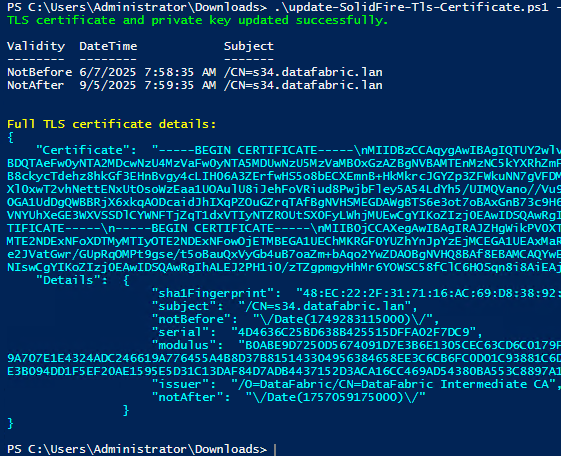 PS C:\Users\Administrator\Downloads> .\update-SolidFire-Tls-Certificate.ps1 -
TLS certificate and private key updated successfully.
Validity DateTime Subject
-------- -------- -------
NotBefore 6/7/2025 7:58:35 AM /CN=s34.datafabric.lan
NotAfter 9/5/2025 7:59:35 AM /CN=s34.datafabric.lan
Full TLS certificate details:
{
"Certificate": "-----BEGIN CERTIFICATE-----\nMIIDBzCCAqygAwIBAgIQTUY2wlv
BDQTAeFw0yNTA2MDcwNzU4MzVaFw0yNTA5MDUwNzU5MzVaMB0xGzAZBgNVBAMTEnMzNC5kYXRhZmF
B8ckycTdehz8hkGf3EHnBvgy4cLIH06A3ZErfwHS5o8bECXEmnB+HkMkrcJGYZp3ZFWkuNN7gVFDM
XlOxwT2vhNettENxUtOsoWzEaa1UOAulU8iJehFoVRiud8PwjbFley5A54LdYh5/UIMQVano//Vu9
OGA1UdDgQWBBRjX6xkqAODcaidJhIXqPZOuGZrqTAfBgNVHSMEGDAWgBTS6e3ot7oBAxGnB73c9H6
VNYUhXeGE3WXVSSDlCYWNFTjZqT1dxVTIyNTZROUtSXOFyLWhjMUEwCgYIKoZIzj0EAwIDSQAwRgI
TIFICATE-----\n-----BEGIN CERTIFICATE-----\nMIIBOjCCAXegAwIBAgIRAJZHgWikPVOXT
MTE2NDExNFoXDTMyMTIyOTE2NDExNFowOjETMBEGA1UEChMKRGF0YUZhYnJpYzEjMCEGA1UEAxMaR
e2JVatGwr/GUpRqOMPt9gse/t5oBauQxVyGb4uB7oaZm+bAqo2YwZDAOBgNVHQ8BAf8EBAMCAQYwE
NIswCgYIKoZIzj0EAwIDSQAwRgIhALEJ2PH1i0/zTZgpmgyHhMr6YOWSC58fClC6HOSqn8i8AiEAj
"Details": {
"sha1Fingerprint": "48:EC:22:2F:31:71:16:AC:69:D8:38:92:
"subject": "/CN=s34.datafabric.lan",
"notBefore": "\/Date(1749283115000)\/",
"serial": "4D4636C25BD638B425515DFFA02F7DC9",
"modulus": "B0ABE9D7250D5674091D7E3B6E1305CEC63CD6C0179F
9A707E1E4324ADC246619A776455A4B8D37B81514330495638465​8EE3C6CB6FC0D01C93881C6D
E3B094DD1F5EF20AE1595E5D31C13DAF84D7ADB4437152D3ACA16CC469AD54380BA553C8897A1
"issuer": "/O=DataFabric/CN=DataFabric Intermediate CA",
"notAfter": "\/Date(1757059175000)\/"
}
}
PS C:\Users\Administrator\Downloads>